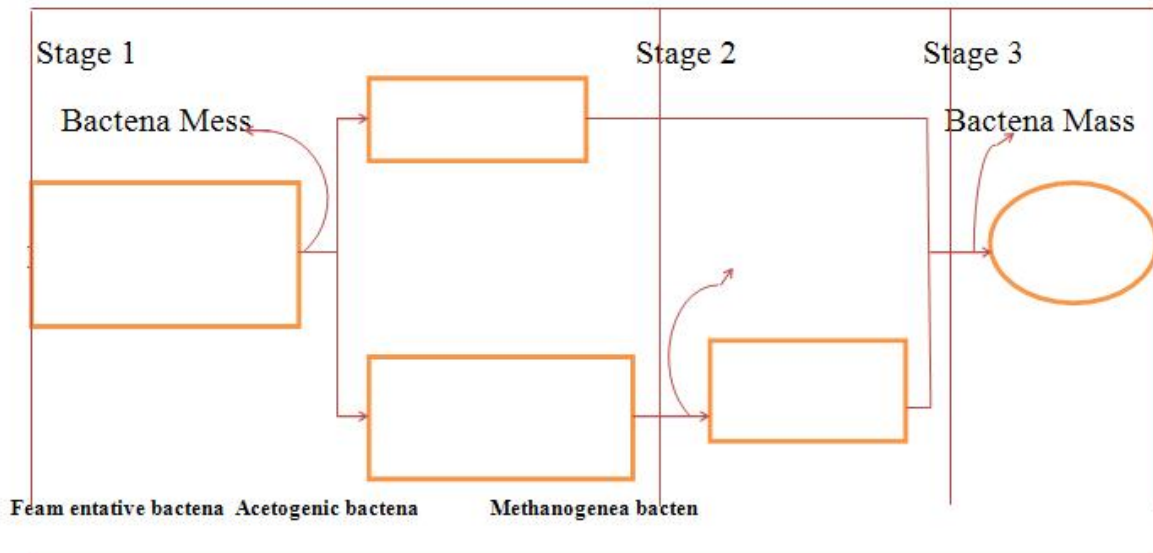 Stage 1 Stage 2 Stage 3
Bactena Mess Bactena Mass
Feam entative bactena Acetogenic bactena Methanogenea bacten